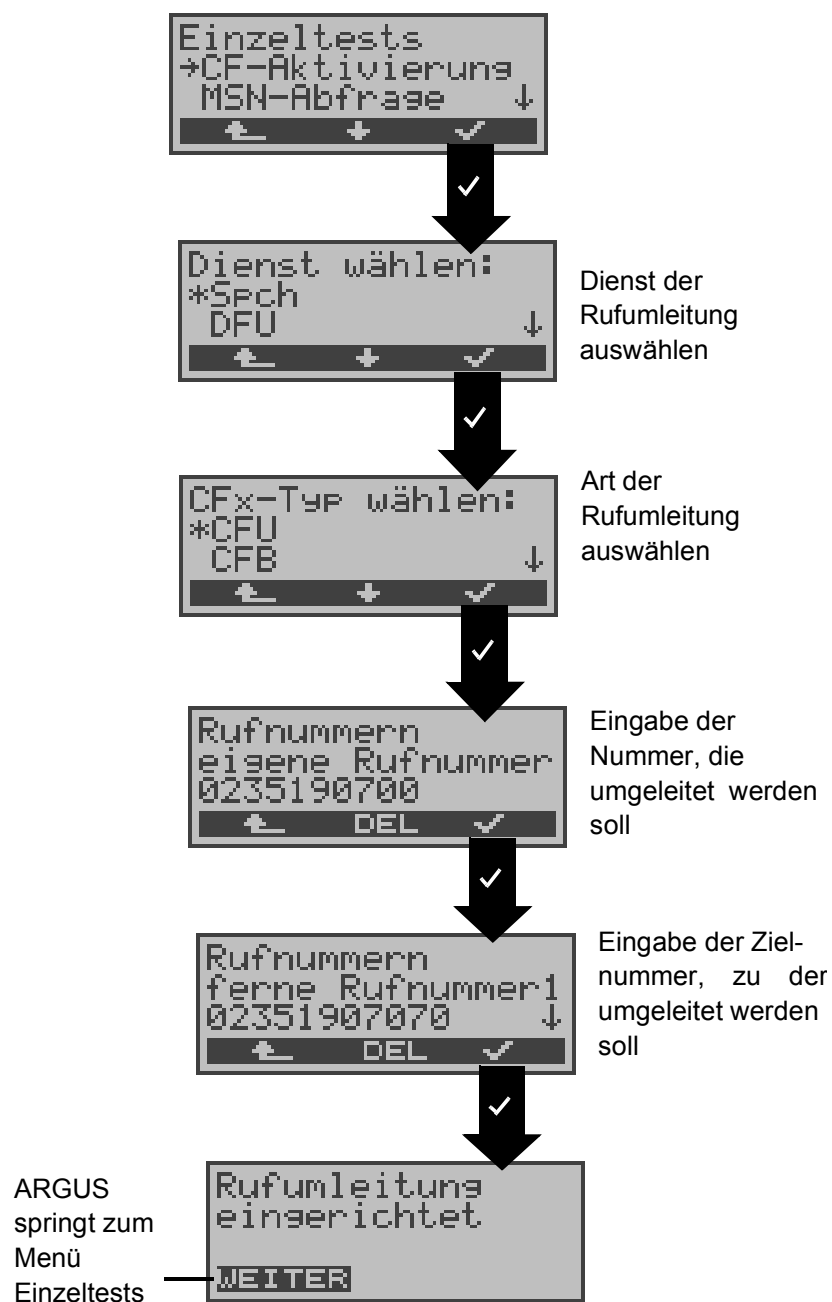 Einzeltests
→CF-Aktivierung
MSN-Abfrage ↓
✓
Dienst wählen:
*Spch
DFU ↓
Dienst der
Rufumleitung
auswählen
✓
CFx-Typ wählen:
*CFU
CFB ↓
Art der
Rufumleitung
auswählen
✓
Rufnummern
eigene Rufnummer
0235190700
DEL ✓
Eingabe der
Nummer, die
umgeleitet werden
soll
✓
Rufnummern
ferne Rufnummer1
02351907070 ↓
DEL ✓
Eingabe der Ziel-
nummer, zu der
umgeleitet werden
soll
✓
Rufumleitung
eingerichtet
WEITER
ARGUS
springt zum
Menü
Einzeltests